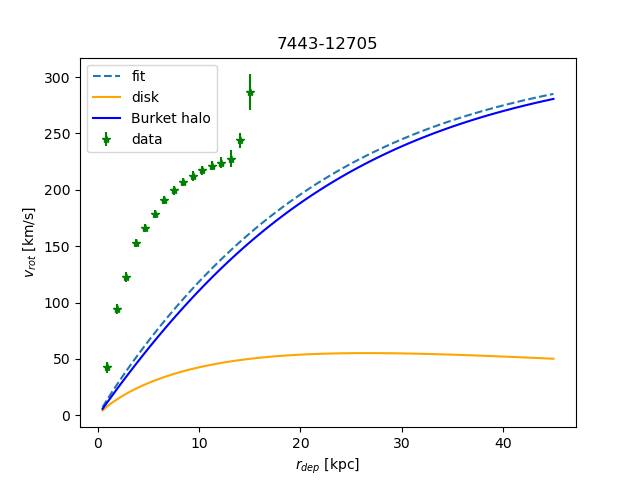 7443-12705
300
250
200
150
100
50
0
v_rot [km/s]
fit
disk
Burket halo
data
0 10 20 30 40
r_dep [kpc]